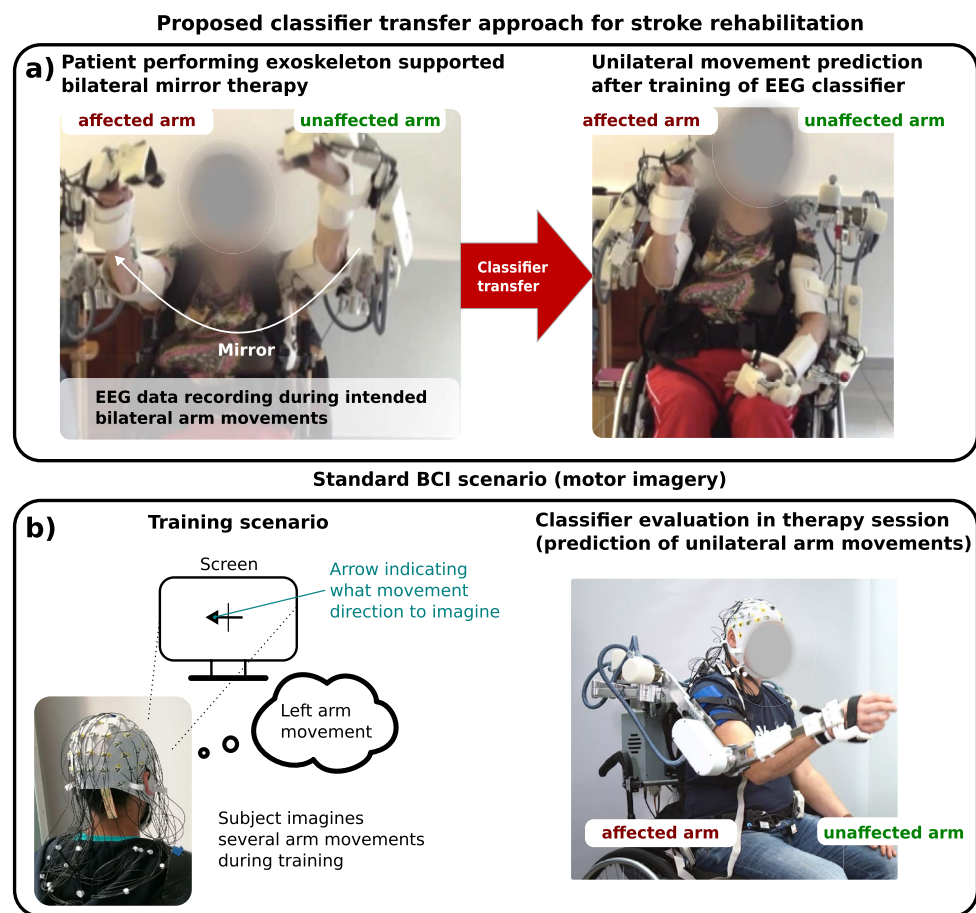 Proposed classifier transfer approach for stroke rehabilitation
a)
Patient performing exoskeleton supported
bilateral mirror therapy
affected arm
unaffected arm
Mirror
EEG data recording during intended
bilateral arm movements
Classifier
transfer
Unilateral movement prediction
after training of EEG classifier
affected arm
unaffected arm
Standard BCI scenario (motor imagery)
b)
Training scenario
Screen
Arrow indicating
what movement
direction to imagine
Left arm
movement
Subject imagines
several arm movements
during training
Classifier evaluation in therapy session
(prediction of unilateral arm movements)
affected arm
unaffected arm